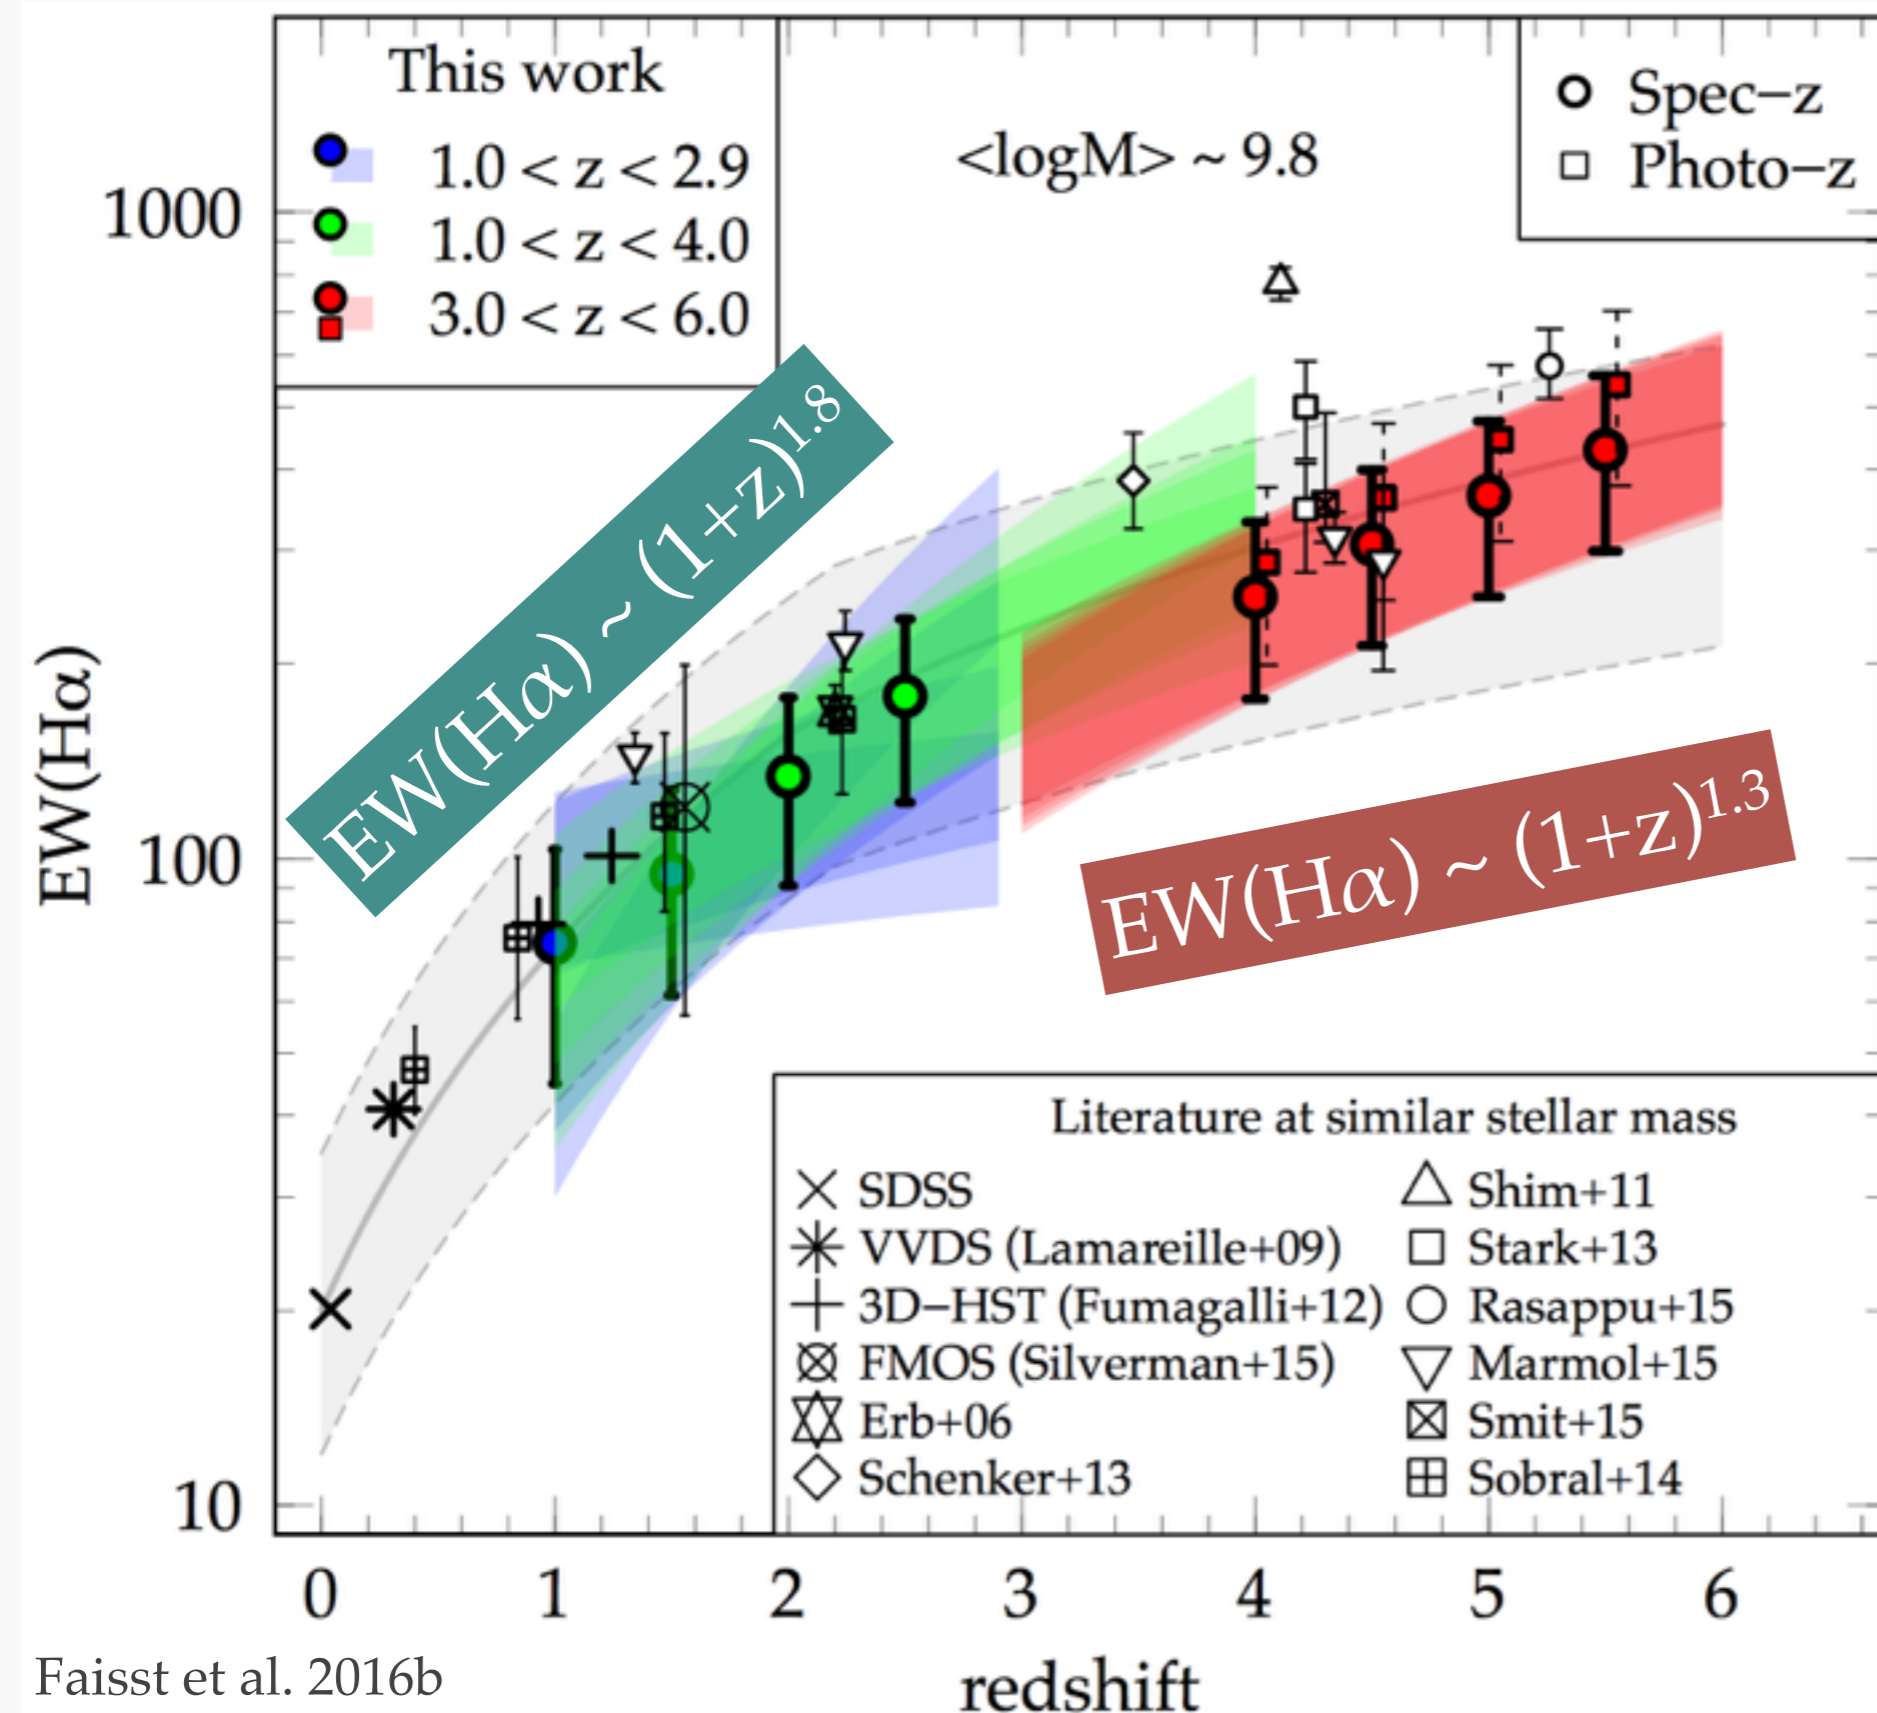 This work
1.0 < z < 2.9
1.0 < z < 4.0
3.0 < z < 6.0
<logM> ~ 9.8
Spec−z
Photo−z
EW(Hα) ~ (1+z)^1.8
EW(Hα) ~ (1+z)^1.3
EW(Hα)
1000
100
10
Literature at similar stellar mass
SDSS
VVDS (Lamareille+09)
3D−HST (Fumagalli+12)
FMOS (Silverman+15)
Erb+06
Schenker+13
Shim+11
Stark+13
Rasappu+15
Marmol+15
Smit+15
Sobral+14
0 1 2 3 4 5 6
redshift
Faisst et al. 2016b